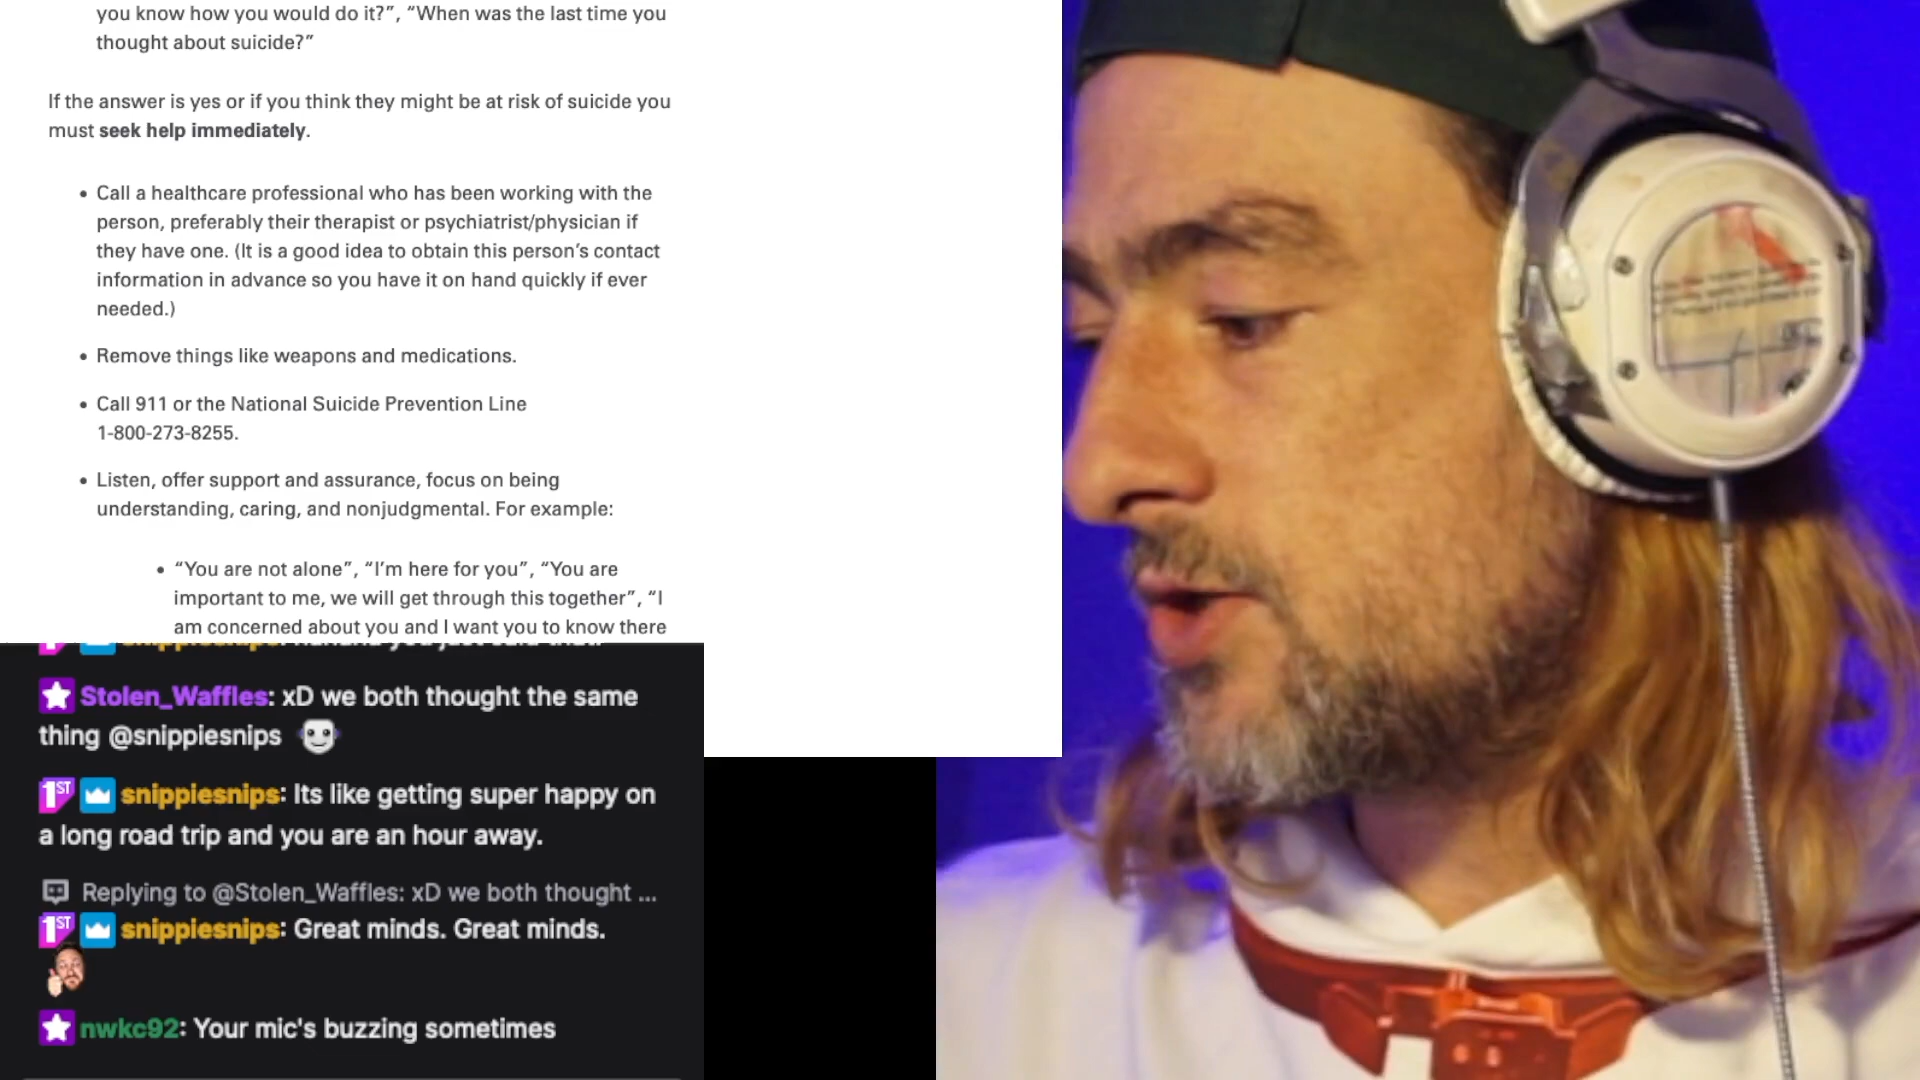 you know how you would do it?”, “When was the last time you
thought about suicide?”
If the answer is yes or if you think they might be at risk of suicide you
must seek help immediately.
• Call a healthcare professional who has been working with the
person, preferably their therapist or psychiatrist/physician if
they have one. (It is a good idea to obtain this person’s contact
information in advance so you have it on hand quickly if ever
needed.)
• Remove things like weapons and medications.
• Call 911 or the National Suicide Prevention Line
1-800-273-8255.
• Listen, offer support and assurance, focus on being
understanding, caring, and nonjudgmental. For example:
• “You are not alone”, “I’m here for you”, “You are
important to me, we will get through this together”, “I
am concerned about you and I want you to know there
Stolen_Waffles: xD we both thought the same
thing @snippiesnips
1ST snippiesnips: Its like getting super happy on
a long road trip and you are an hour away.
Replying to @Stolen_Waffles: xD we both thought ...
1ST snippiesnips: Great minds. Great minds.
nwkc92: Your mic's buzzing sometimes